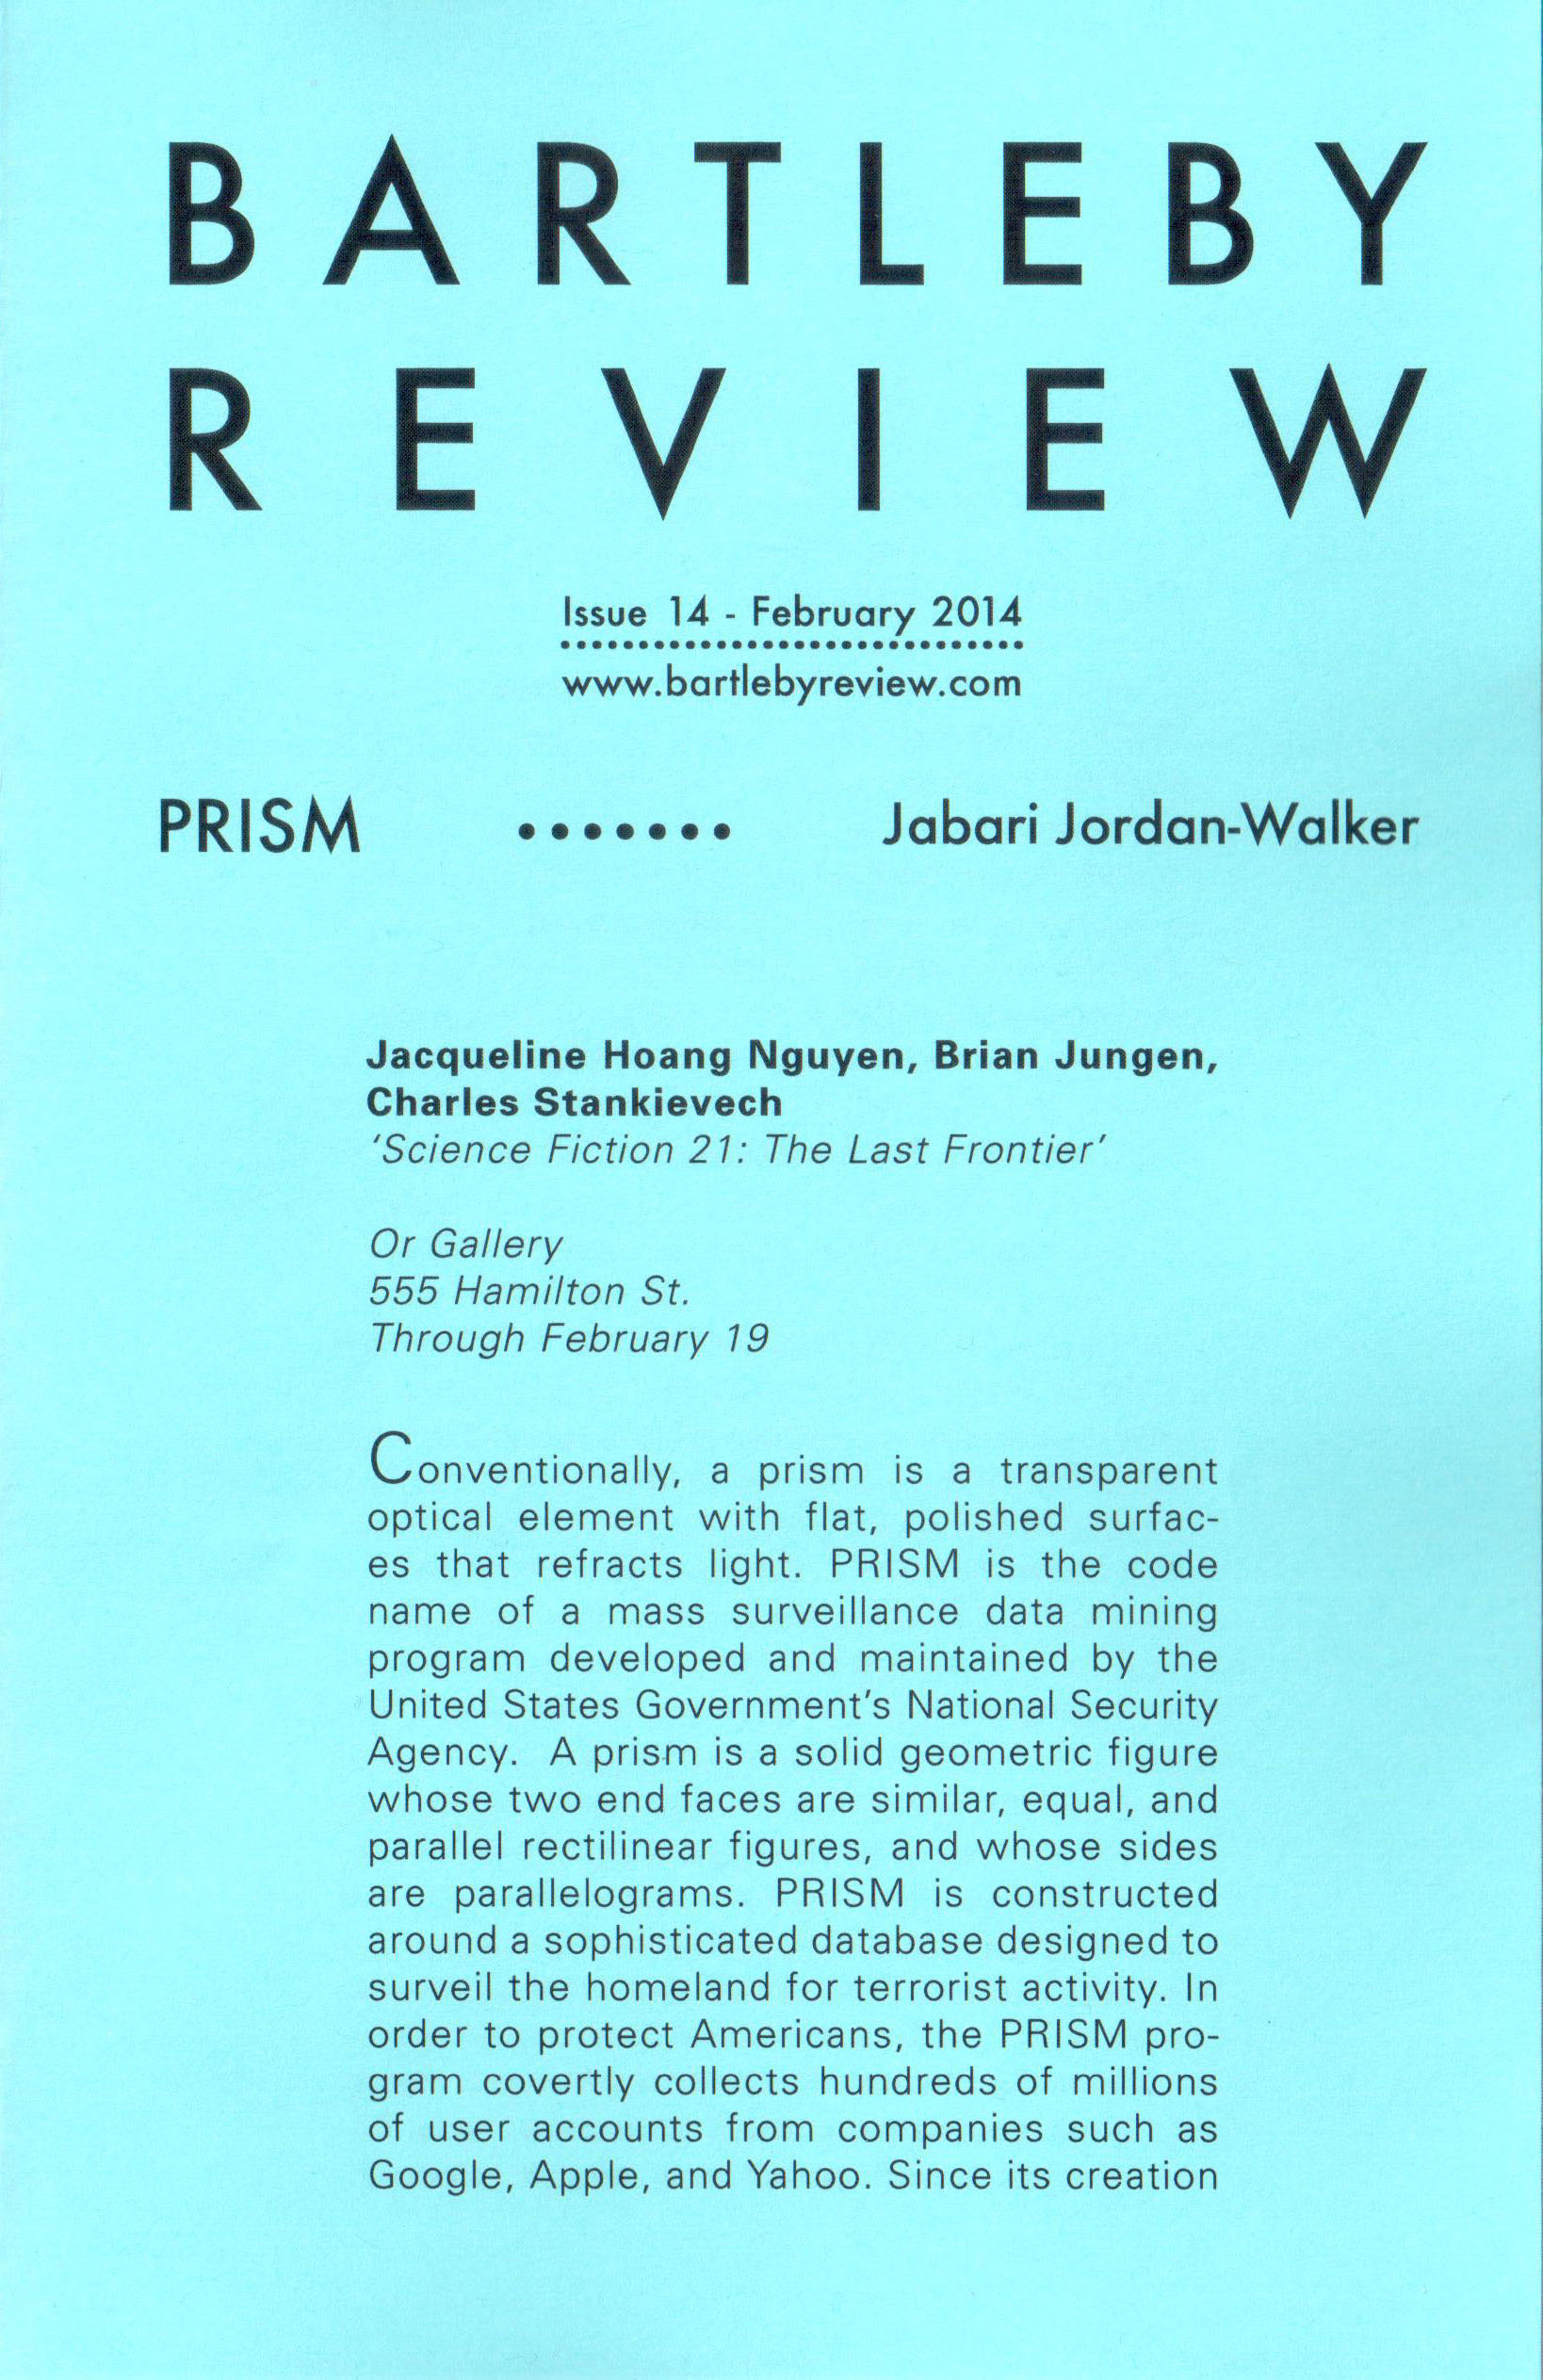 BARTLEBY
REVIEW
Issue 14 - February 2014
www.bartlebyreview.com
PRISM ....... Jabari Jordan-Walker
Jacqueline Hoang Nguyen, Brian Jungen,
Charles Stankievech
'Science Fiction 21: The Last Frontier'
Or Gallery
555 Hamilton St.
Through February 19
Conventionally, a prism is a transparent
optical element with flat, polished surfac-
es that refracts light. PRISM is the code
name of a mass surveillance data mining
program developed and maintained by the
United States Government's National Security
Agency. A prism is a solid geometric figure
whose two end faces are similar, equal, and
parallel rectilinear figures, and whose sides
are parallelograms. PRISM is constructed
around a sophisticated database designed to
surveil the homeland for terrorist activity. In
order to protect Americans, the PRISM pro-
gram covertly collects hundreds of millions
of user accounts from companies such as
Google, Apple, and Yahoo. Since its creation